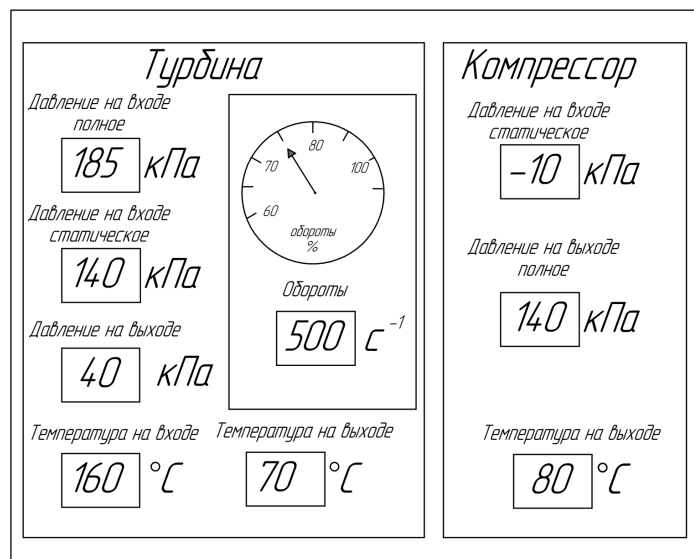 Турбина
Давление на входе
полное
185 кПа
Давление на входе
статическое
140 кПа
Давление на выходе
40 кПа
Температура на входе
160 °С
60
70
80
100
обороты
%
Обороты
500 с⁻¹
Температура на выходе
70 °С
Компрессор
Давление на входе
статическое
-10 кПа
Давление на выходе
полное
140 кПа
Температура на выходе
80 °С